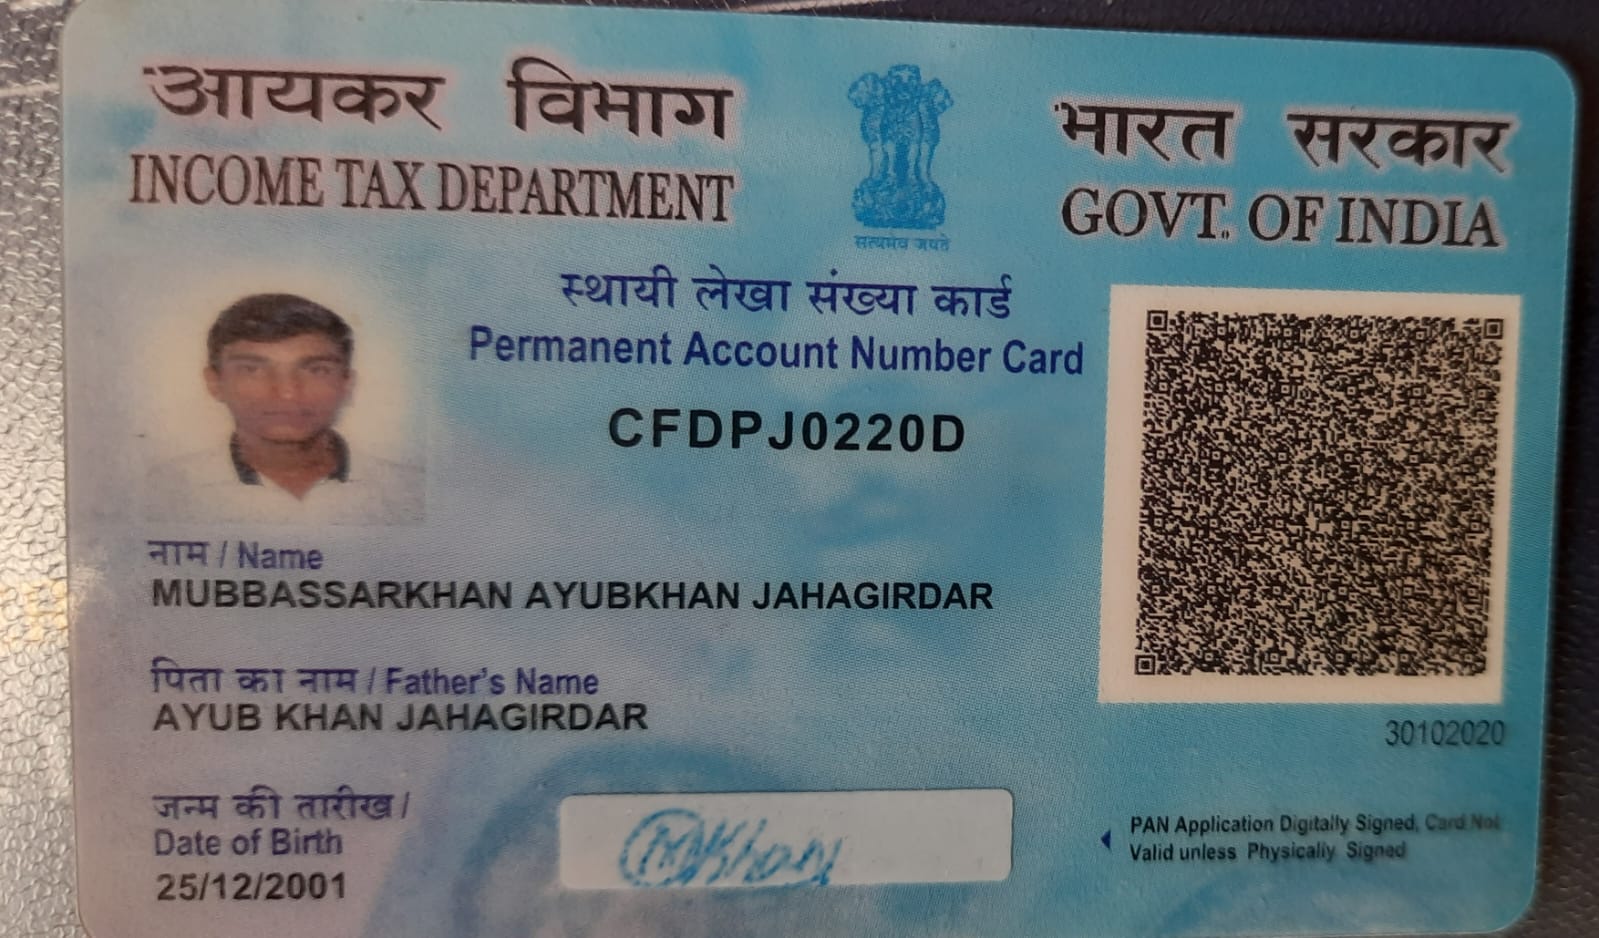 आयकर विभाग
INCOME TAX DEPARTMENT
सत्यमेव जयते
भारत सरकार
GOVT. OF INDIA
स्थायी लेखा संख्या कार्ड
Permanent Account Number Card
CFDPJ0220D
नाम / Name
MUBBASSARKHAN AYUBKHAN JAHAGIRDAR
पिता का नाम / Father's Name
AYUB KHAN JAHAGIRDAR
जन्म की तारीख /
Date of Birth
25/12/2001
MKhan
30102020
PAN Application Digitally Signed, Card Not
Valid unless Physically Signed